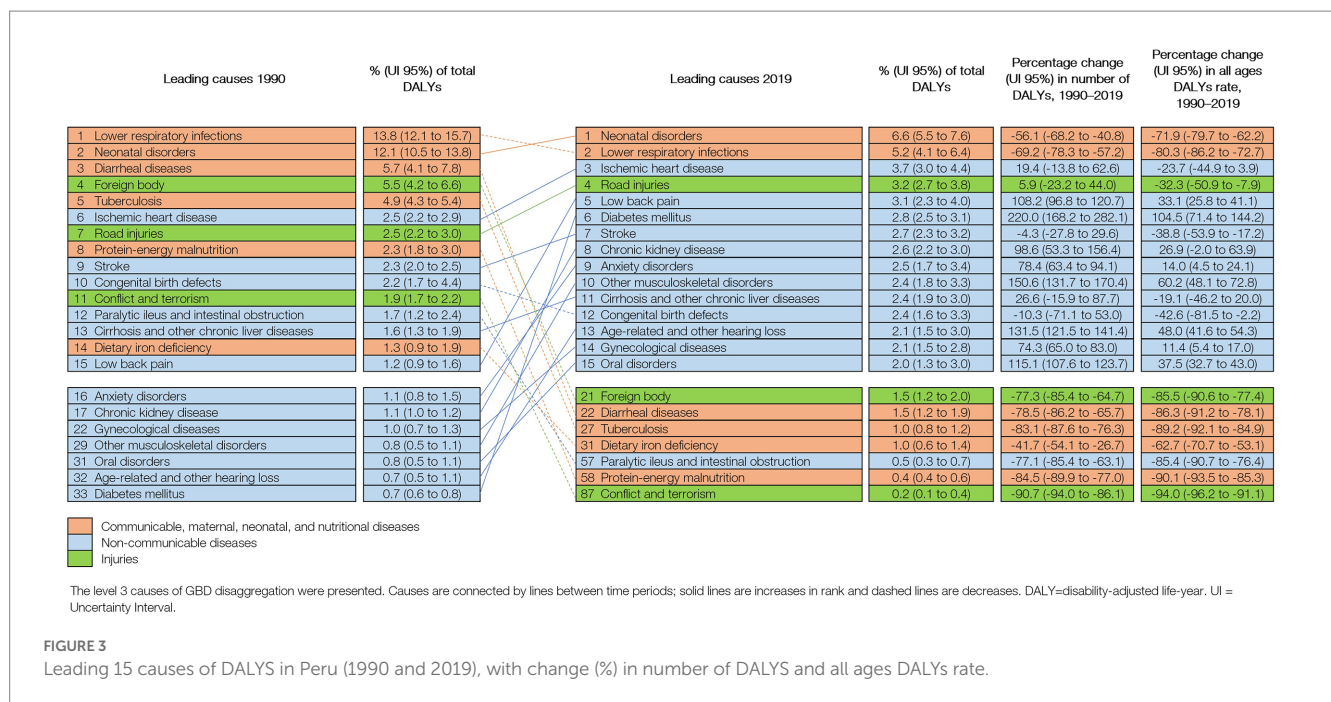 Leading causes 1990
% (UI 95%) of total
DALYs
Leading causes 2019
% (UI 95%) of total
DALYs
Percentage change
(UI 95%) in number of
DALYs, 1990–2019
Percentage change
(UI 95%) in all ages
DALYs rate,
1990–2019
1 Lower respiratory infections 13.8 (12.1 to 15.7)
2 Neonatal disorders 12.1 (10.5 to 13.8)
3 Diarrheal diseases 5.7 (4.1 to 7.8)
4 Foreign body 5.5 (4.2 to 6.6)
5 Tuberculosis 4.9 (4.3 to 5.4)
6 Ischemic heart disease 2.5 (2.2 to 2.9)
7 Road injuries 2.5 (2.2 to 3.0)
8 Protein-energy malnutrition 2.3 (1.8 to 3.0)
9 Stroke 2.3 (2.0 to 2.5)
10 Congenital birth defects 2.2 (1.7 to 4.4)
11 Conflict and terrorism 1.9 (1.7 to 2.2)
12 Paralytic ileus and intestinal obstruction 1.7 (1.2 to 2.4)
13 Cirrhosis and other chronic liver diseases 1.6 (1.3 to 1.9)
14 Dietary iron deficiency 1.3 (0.9 to 1.9)
15 Low back pain 1.2 (0.9 to 1.6)
16 Anxiety disorders 1.1 (0.8 to 1.5)
17 Chronic kidney disease 1.1 (1.0 to 1.2)
22 Gynecological diseases 1.0 (0.7 to 1.3)
29 Other musculoskeletal disorders 0.8 (0.5 to 1.1)
31 Oral disorders 0.8 (0.5 to 1.1)
32 Age-related and other hearing loss 0.7 (0.5 to 1.1)
33 Diabetes mellitus 0.7 (0.6 to 0.8)
1 Neonatal disorders 6.6 (5.5 to 7.6) -56.1 (-68.2 to -40.8) -71.9 (-79.7 to -62.2)
2 Lower respiratory infections 5.2 (4.1 to 6.4) -69.2 (-78.3 to -57.2) -80.3 (-86.2 to -72.7)
3 Ischemic heart disease 3.7 (3.0 to 4.4) 19.4 (-13.8 to 62.6) -23.7 (-44.9 to 3.9)
4 Road injuries 3.2 (2.7 to 3.8) 5.9 (-23.2 to 44.0) -32.3 (-50.9 to -7.9)
5 Low back pain 3.1 (2.3 to 4.0) 108.2 (96.8 to 120.7) 33.1 (25.8 to 41.1)
6 Diabetes mellitus 2.8 (2.5 to 3.1) 220.0 (168.2 to 282.1) 104.5 (71.4 to 144.2)
7 Stroke 2.7 (2.3 to 3.2) -4.3 (-27.8 to 29.6) -38.8 (-53.9 to -17.2)
8 Chronic kidney disease 2.6 (2.2 to 3.0) 98.6 (53.3 to 156.4) 26.9 (-2.0 to 63.9)
9 Anxiety disorders 2.5 (1.7 to 3.4) 78.4 (63.4 to 94.1) 14.0 (4.5 to 24.1)
10 Other musculoskeletal disorders 2.4 (1.8 to 3.3) 150.6 (131.7 to 170.4) 60.2 (48.1 to 72.8)
11 Cirrhosis and other chronic liver diseases 2.4 (1.9 to 3.0) 26.6 (-15.9 to 87.7) -19.1 (-46.2 to 20.0)
12 Congenital birth defects 2.4 (1.6 to 3.3) -10.3 (-71.1 to 53.0) -42.6 (-81.5 to -2.2)
13 Age-related and other hearing loss 2.1 (1.5 to 3.0) 131.5 (121.5 to 141.4) 48.0 (41.6 to 54.3)
14 Gynecological diseases 2.1 (1.5 to 2.8) 74.3 (65.0 to 83.0) 11.4 (5.4 to 17.0)
15 Oral disorders 2.0 (1.3 to 3.0) 115.1 (107.6 to 123.7) 37.5 (32.7 to 43.0)
21 Foreign body 1.5 (1.2 to 2.0) -77.3 (-85.4 to -64.7) -85.5 (-90.6 to -77.4)
22 Diarrheal diseases 1.5 (1.2 to 1.9) -78.5 (-86.2 to -65.7) -86.3 (-91.2 to -78.1)
27 Tuberculosis 1.0 (0.8 to 1.2) -83.1 (-87.6 to -76.3) -89.2 (-92.1 to -84.9)
31 Dietary iron deficiency 1.0 (0.6 to 1.4) -41.7 (-54.1 to -26.7) -62.7 (-70.7 to -53.1)
57 Paralytic ileus and intestinal obstruction 0.5 (0.3 to 0.7) -77.1 (-85.4 to -63.1) -85.4 (-90.7 to -76.4)
58 Protein-energy malnutrition 0.4 (0.4 to 0.6) -84.5 (-89.9 to -77.0) -90.1 (-93.5 to -85.3)
87 Conflict and terrorism 0.2 (0.1 to 0.4) -90.7 (-94.0 to -86.1) -94.0 (-96.2 to -91.1)
Communicable, maternal, neonatal, and nutritional diseases
Non-communicable diseases
Injuries
The level 3 causes of GBD disaggregation were presented. Causes are connected by lines between time periods; solid lines are increases in rank and dashed lines are decreases. DALY=disability-adjusted life-year. UI =
Uncertainty Interval.
FIGURE 3
Leading 15 causes of DALYS in Peru (1990 and 2019), with change (%) in number of DALYS and all ages DALYs rate.